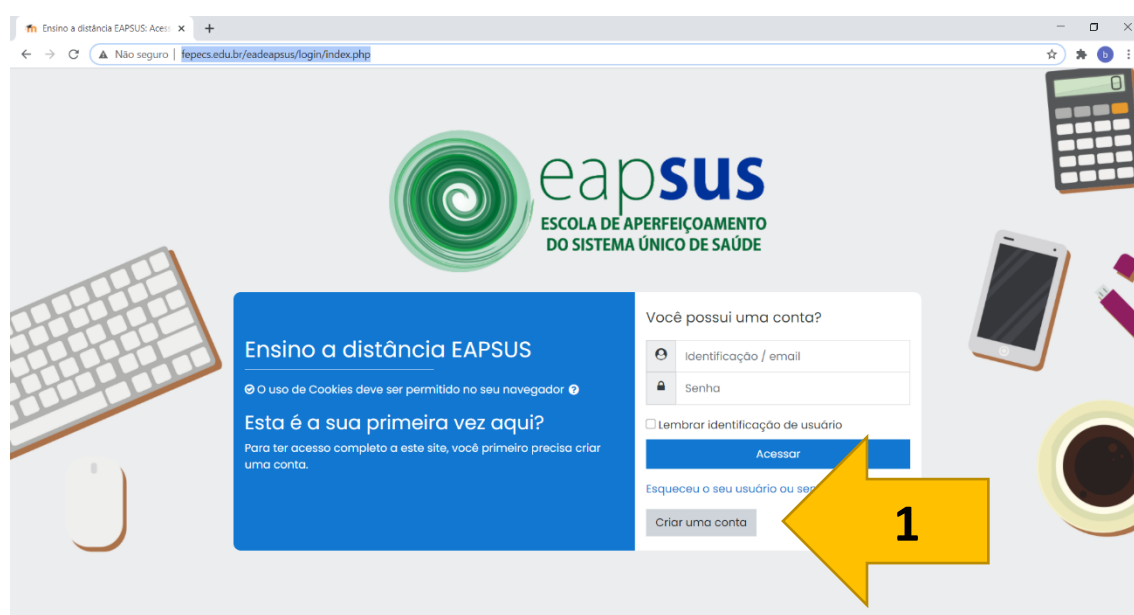 Ensino a distância EAPSUS: Aces
Não seguro | fepecs.edu.br/eadeapsus/login/index.php
b
0
eapsus
ESCOLA DE APERFEIÇOAMENTO
DO SISTEMA ÚNICO DE SAÚDE
Ensino a distância EAPSUS
O uso de Cookies deve ser permitido no seu navegador
Esta é a sua primeira vez aqui?
Para ter acesso completo a este site, você primeiro precisa criar
uma conta.
Você possui uma conta?
Identificação / email
Senha
Lembrar identificação de usuário
Acessar
Esqueceu o seu usuário ou
Criar uma conta
1